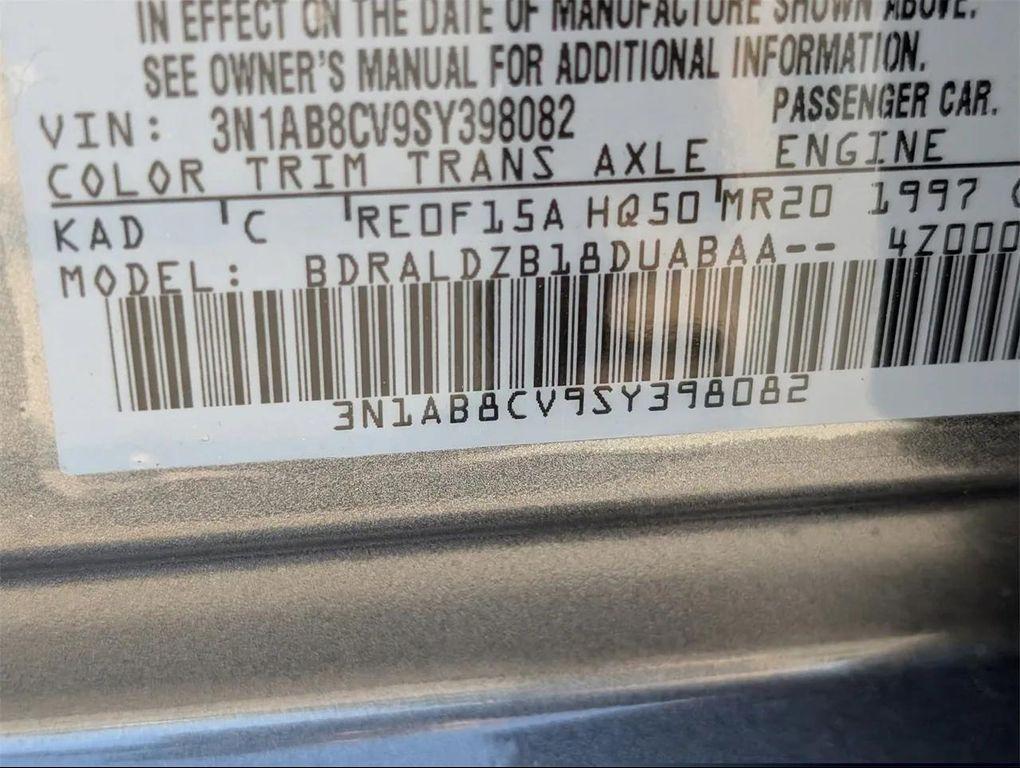 IN EFFECT ON THE DATE OF MANUFACTURE SHOWN ABOVE.
SEE OWNER'S MANUAL FOR ADDITIONAL INFORMATION.
VIN: 3N1AB8CV9SY398082 PASSENGER CAR.
COLOR TRIM TRANS AXLE ENGINE
KAD C RE0F15A HQ50 MR20 1997
MODEL: BDRALDZB18DUABAA-- 4Z000
3N1AB8CV9SY398082